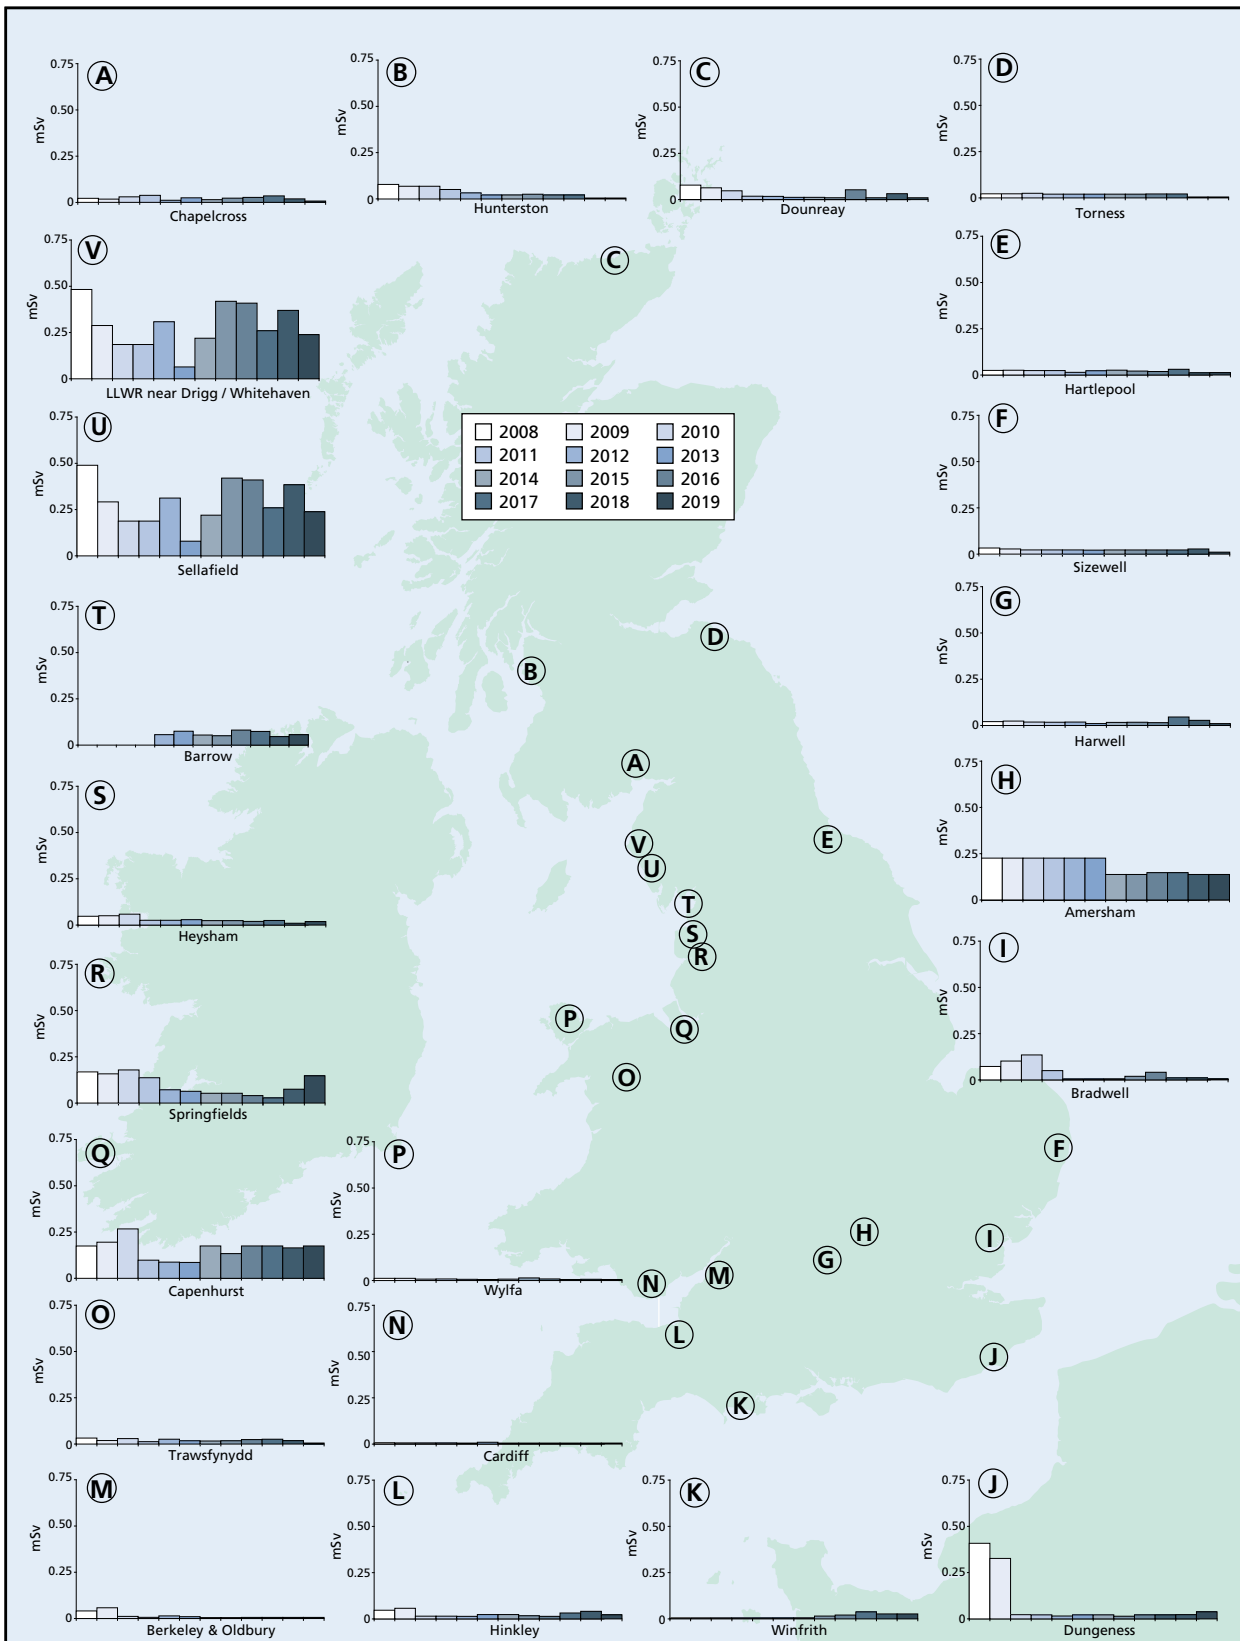 A
0.75
0.50
0.25
0
mSv
Chapelcross
B
0.75
0.50
0.25
0
mSv
Hunterston
C
0.75
0.50
0.25
0
mSv
Dounreay
D
0.75
0.50
0.25
0
mSv
Torness
V
0.75
0.50
0.25
0
mSv
LLWR near Drigg / Whitehaven
E
0.75
0.50
0.25
0
mSv
Hartlepool
U
0.75
0.50
0.25
0
mSv
Sellafield
2008 2009 2010
2011 2012 2013
2014 2015 2016
2017 2018 2019
F
0.75
0.50
0.25
0
mSv
Sizewell
T
0.75
0.50
0.25
0
mSv
Barrow
G
0.75
0.50
0.25
0
mSv
Harwell
S
0.75
0.50
0.25
0
mSv
Heysham
H
0.75
0.50
0.25
0
mSv
Amersham
R
0.75
0.50
0.25
0
mSv
Springfields
I
0.75
0.50
0.25
0
mSv
Bradwell
Q
0.75
0.50
0.25
0
mSv
Capenhurst
P
0.75
0.50
0.25
0
mSv
Wylfa
O
0.75
0.50
0.25
0
mSv
Trawsfynydd
N
0.75
0.50
0.25
0
mSv
Cardiff
M
0.75
0.50
0.25
0
mSv
Berkeley & Oldbury
L
0.75
0.50
0.25
0
mSv
Hinkley
K
0.75
0.50
0.25
0
mSv
Winfrith
J
0.75
0.50
0.25
0
mSv
Dungeness
C
D
B
A
E
V
U
T
S
R
P
Q
O
F
H
I
G
M
N
L
J
K